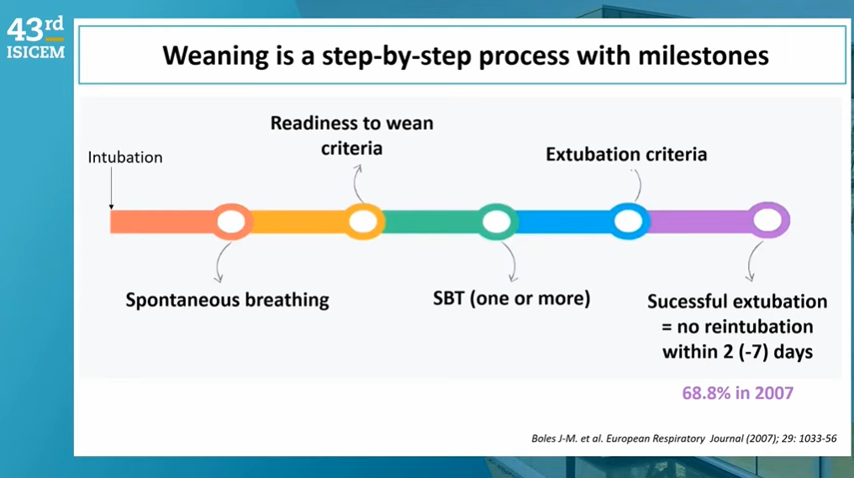 43rd
ISICEM
Weaning is a step-by-step process with milestones
Readiness to wean
criteria
Intubation
Extubation criteria
Spontaneous breathing
SBT (one or more)
Sucessful extubation
= no reintubation
within 2 (-7) days
68.8% in 2007
Boles J-M. et al. European Respiratory Journal (2007); 29: 1033-56